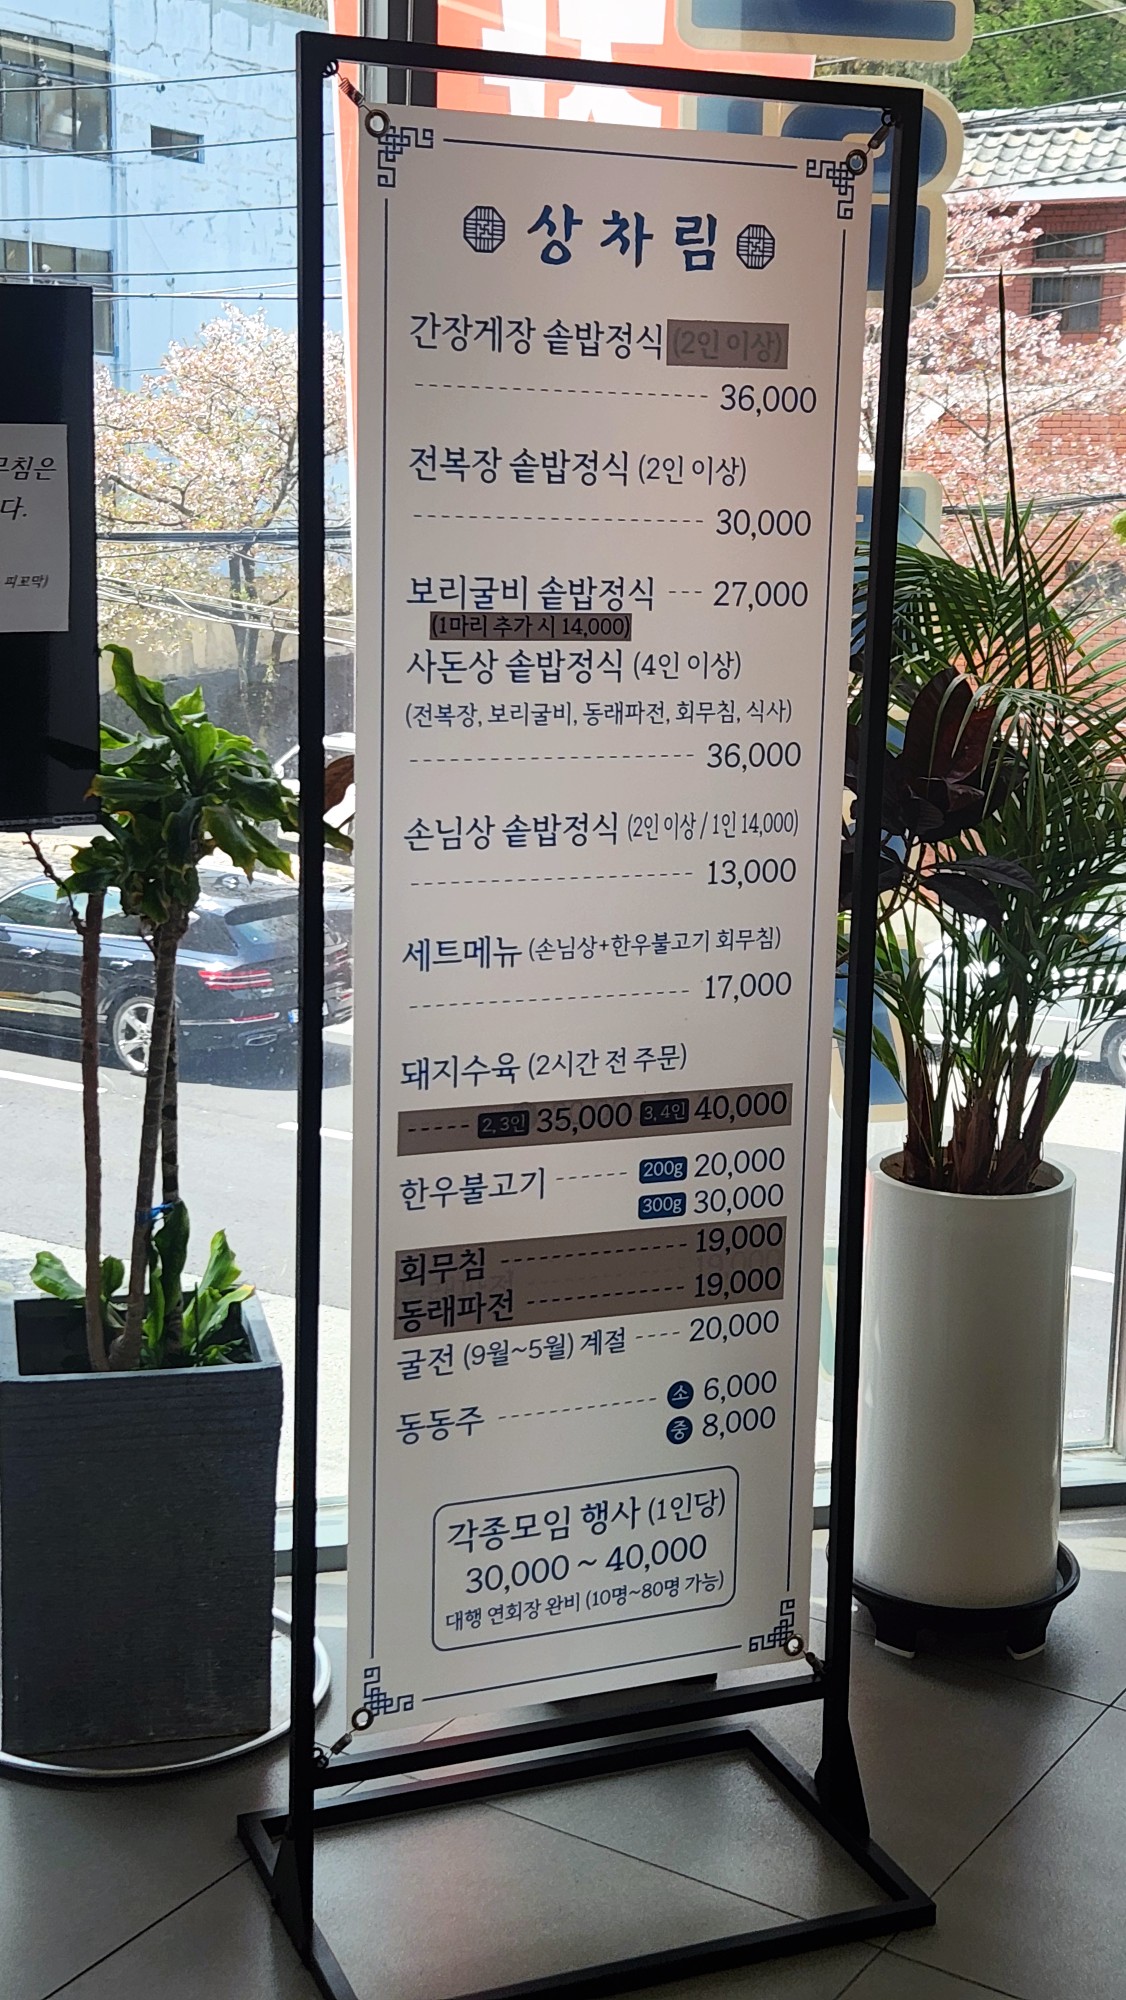 상차림
간장게장 솥밥정식 (2인 이상)
36,000
전복장 솥밥정식 (2인 이상)
30,000
보리굴비 솥밥정식 --- 27,000
(1마리 추가 시 14,000)
사돈상 솥밥정식 (4인 이상)
(전복장, 보리굴비, 동래파전, 회무침, 식사)
36,000
손님상 솥밥정식 (2인 이상 / 1인 14,000)
13,000
세트메뉴 (손님상+한우불고기 회무침)
17,000
돼지수육 (2시간 전 주문)
----- 2,3인 35,000 3,4인 40,000
한우불고기 ------ 200g 20,000
300g 30,000
회무침 --------------- 19,000
동래파전 ------------- 19,000
굴전 (9월~5월) 계절 ---- 20,000
동동주 ------------- 소 6,000
중 8,000
각종모임 행사 (1인당)
30,000 ~ 40,000
대행 연회장 완비 (10명~80명 가능)
무침은
다.
피꼬막)